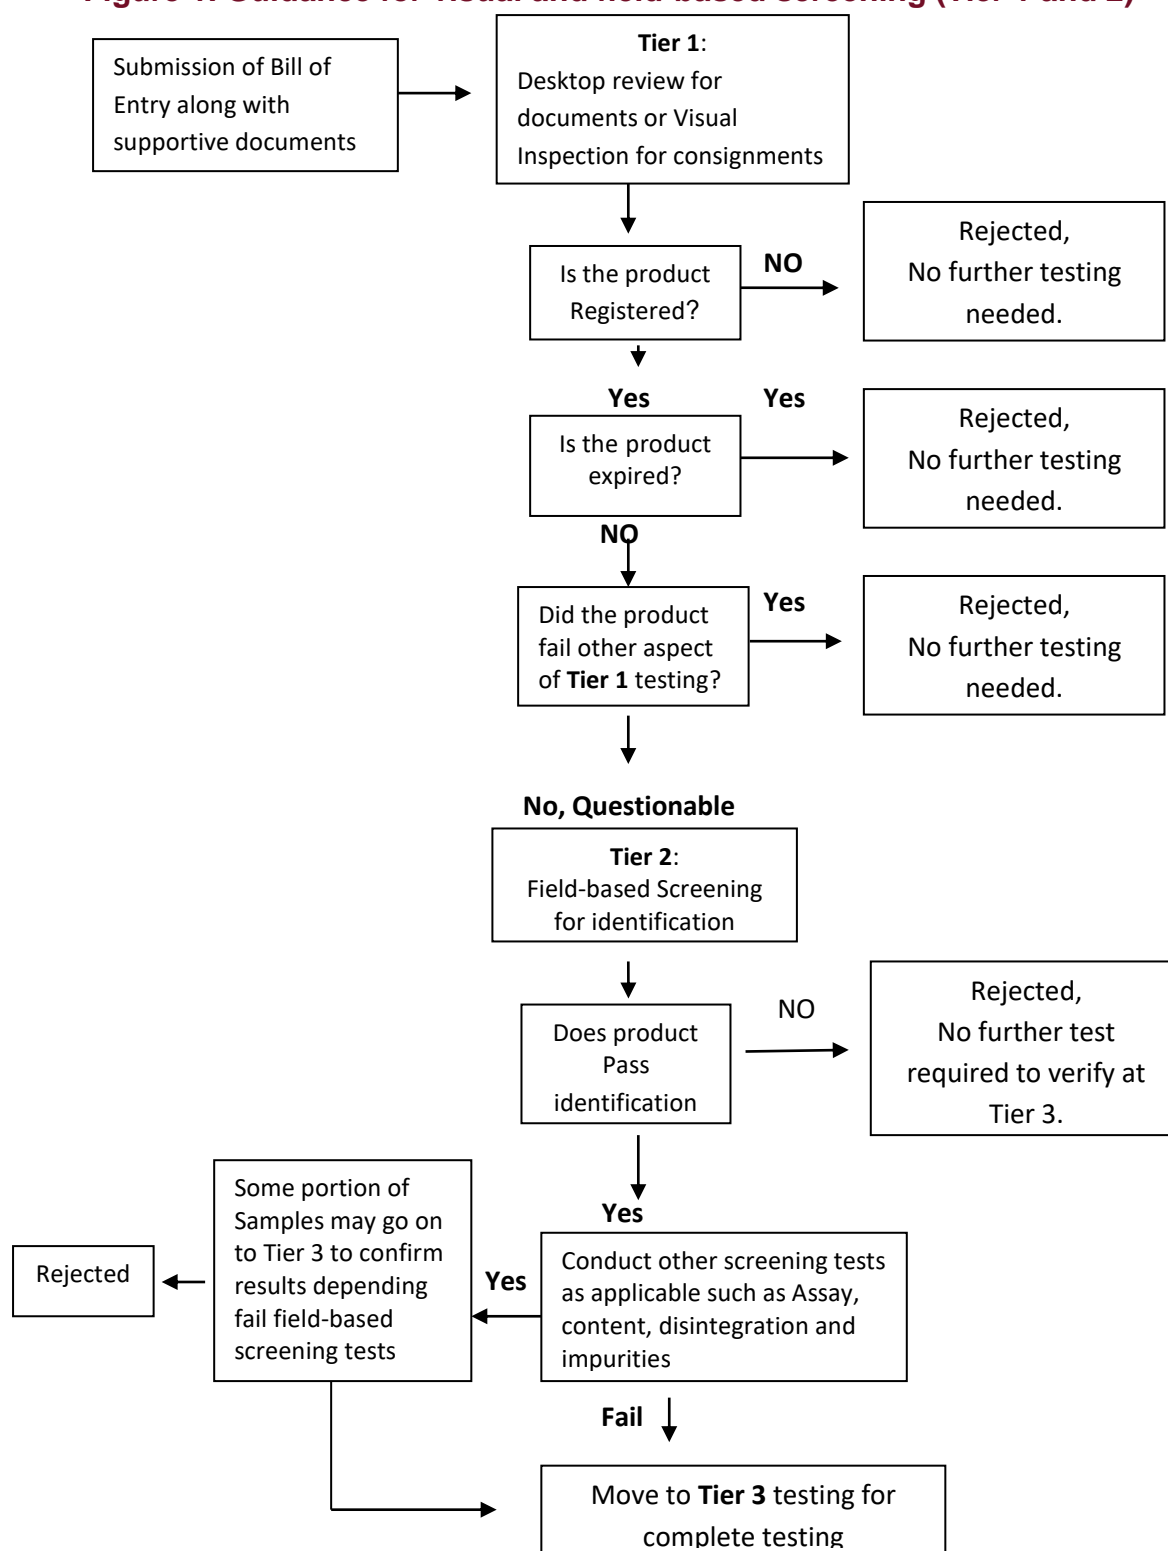 Submission of Bill of
Entry along with
supportive documents
Tier 1:
Desktop review for
documents or Visual
Inspection for consignments
Is the product
Registered?
NO
Rejected,
No further testing
needed.
Yes
Is the product
expired?
Yes
Rejected,
No further testing
needed.
NO
Did the product
fail other aspect
of Tier 1 testing?
Yes
Rejected,
No further testing
needed.
No, Questionable
Tier 2:
Field-based Screening
for identification
Does product
Pass
identification
NO
Rejected,
No further test
required to verify at
Tier 3.
Yes
Conduct other screening tests
as applicable such as Assay,
content, disintegration and
impurities
Yes
Some portion of
Samples may go on
to Tier 3 to confirm
results depending
fail field-based
screening tests
Rejected
Fail
Move to Tier 3 testing for
complete testing